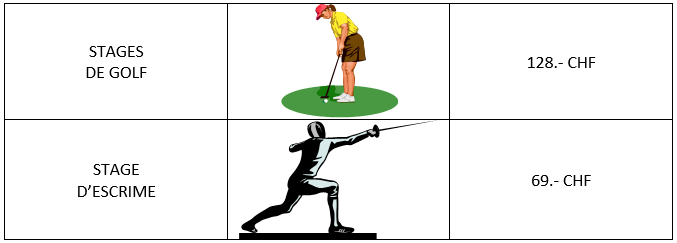 STAGES
DE GOLF
128.- CHF
STAGE
D’ESCRIME
69.- CHF